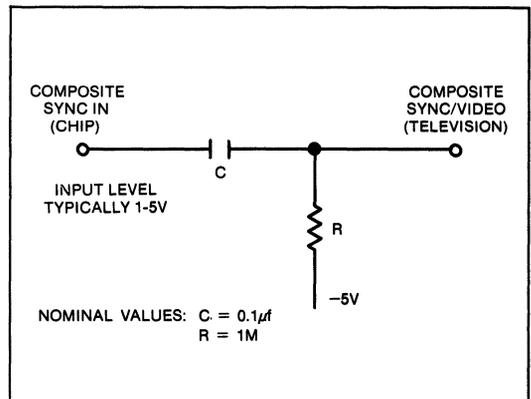 COMPOSITE
SYNC IN
(CHIP)
COMPOSITE
SYNC/VIDEO
(TELEVISION)
C
INPUT LEVEL
TYPICALLY 1-5V
R
−5V
NOMINAL VALUES: C = 0.1μf
R = 1M